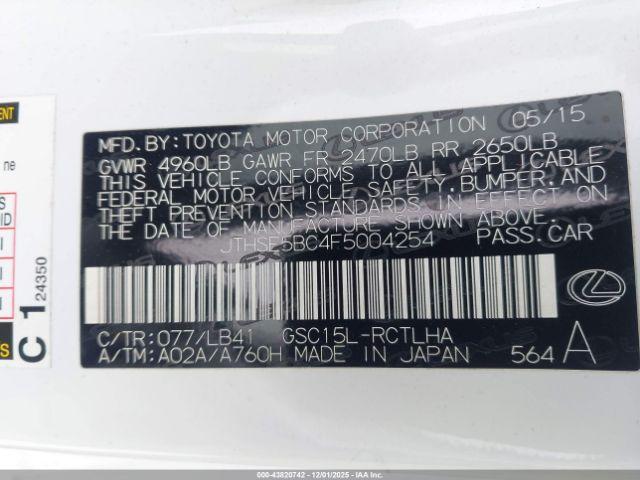 MFD. BY: TOYOTA MOTOR CORPORATION 05/15
GVWR 4960LB GAWR FR 2470LB RR 2650LB
THIS VEHICLE CONFORMS TO ALL APPLICABLE
FEDERAL MOTOR VEHICLE SAFETY, BUMPER, AND
THEFT PREVENTION STANDARDS IN EFFECT ON
THE DATE OF MANUFACTURE SHOWN ABOVE.
JTHSE5BC4F5004254 PASS.CAR
C/TR: 077/LB41 GSC15L-RCTLHA
A/TM: A02A/A760H MADE IN JAPAN 564 A
ne
C 1 24350
000-43820742 - 12/01/2025 - IAA Inc.